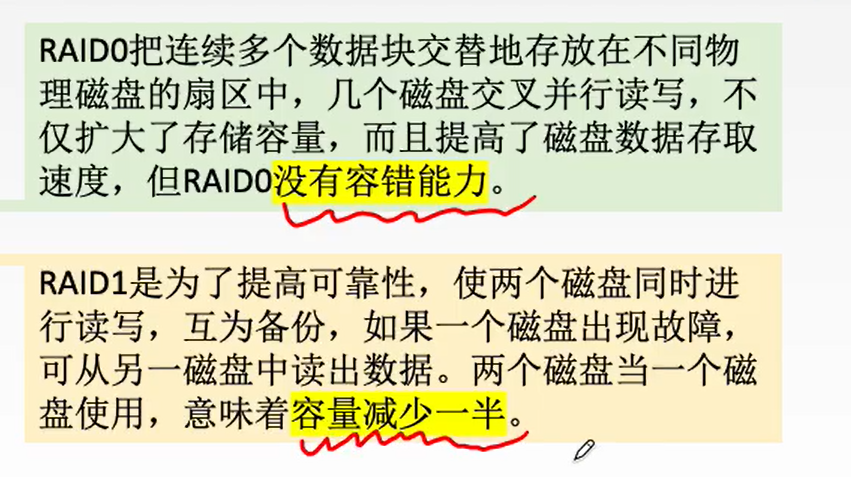 RAID0把连续多个数据块交替地存放在不同物
理磁盘的扇区中，几个磁盘交叉并行读写，不
仅扩大了存储容量，而且提高了磁盘数据存取
速度，但RAID0没有容错能力。
RAID1是为了提高可靠性，使两个磁盘同时进
行读写，互为备份，如果一个磁盘出现故障，
可从另一磁盘中读出数据。两个磁盘当一个磁
盘使用，意味着容量减少一半。